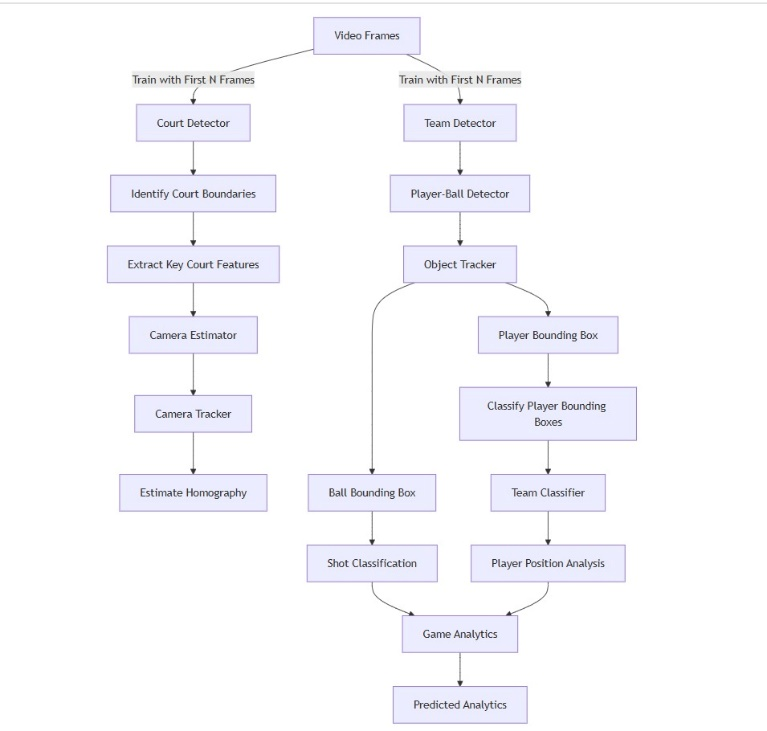 Video Frames
Train with First N Frames
Train with First N Frames
Court Detector
Team Detector
Identify Court Boundaries
Player-Ball Detector
Extract Key Court Features
Object Tracker
Camera Estimator
Player Bounding Box
Camera Tracker
Classify Player Bounding
Boxes
Estimate Homography
Ball Bounding Box
Team Classifier
Shot Classification
Player Position Analysis
Game Analytics
Predicted Analytics